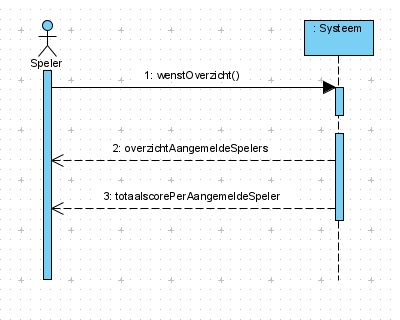 : Systeem
Speler
1: wenstOverzicht()
2: overzichtAangemeldeSpelers
3: totaalscorePerAangemeldeSpeler